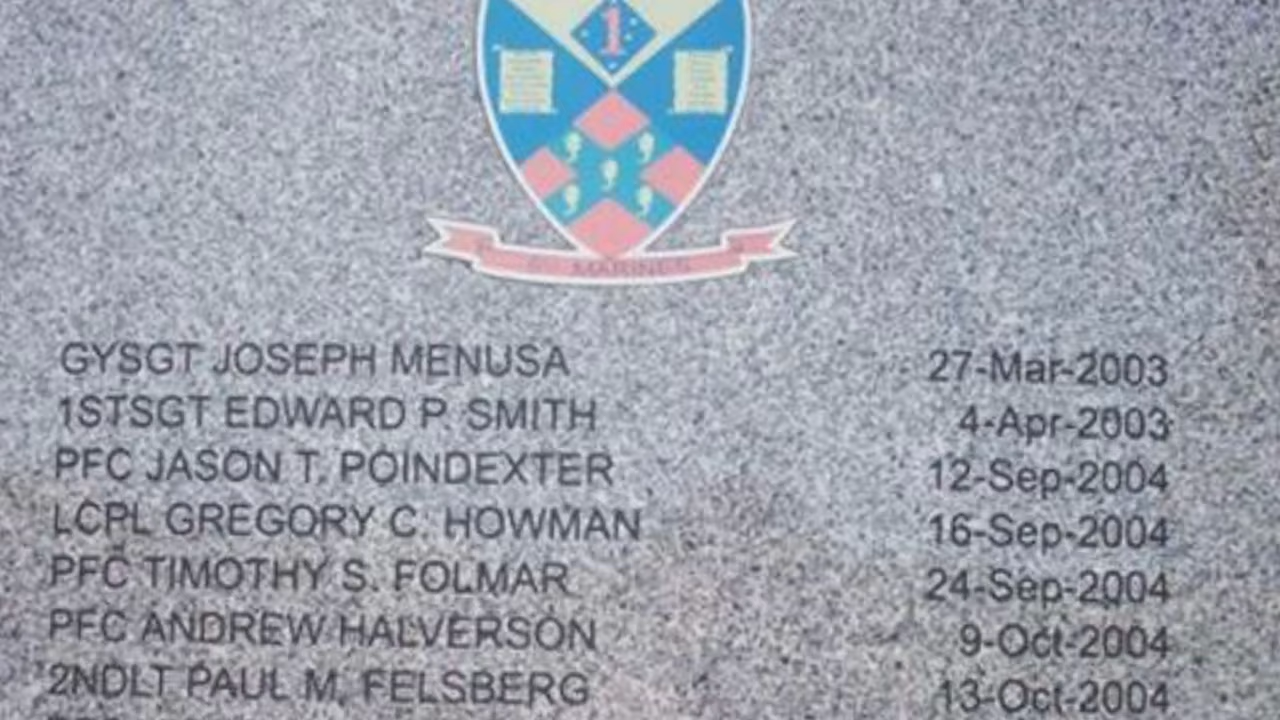 1
MARINES
GYSGT JOSEPH MENUSA 27-Mar-2003
1STSGT EDWARD P. SMITH 4-Apr-2003
PFC JASON T. POINDEXTER 12-Sep-2004
LCPL GREGORY C. HOWMAN 16-Sep-2004
PFC TIMOTHY S. FOLMAR 24-Sep-2004
PFC ANDREW HALVERSON 9-Oct-2004
2NDLT PAUL M. FELSBERG 13-Oct-2004